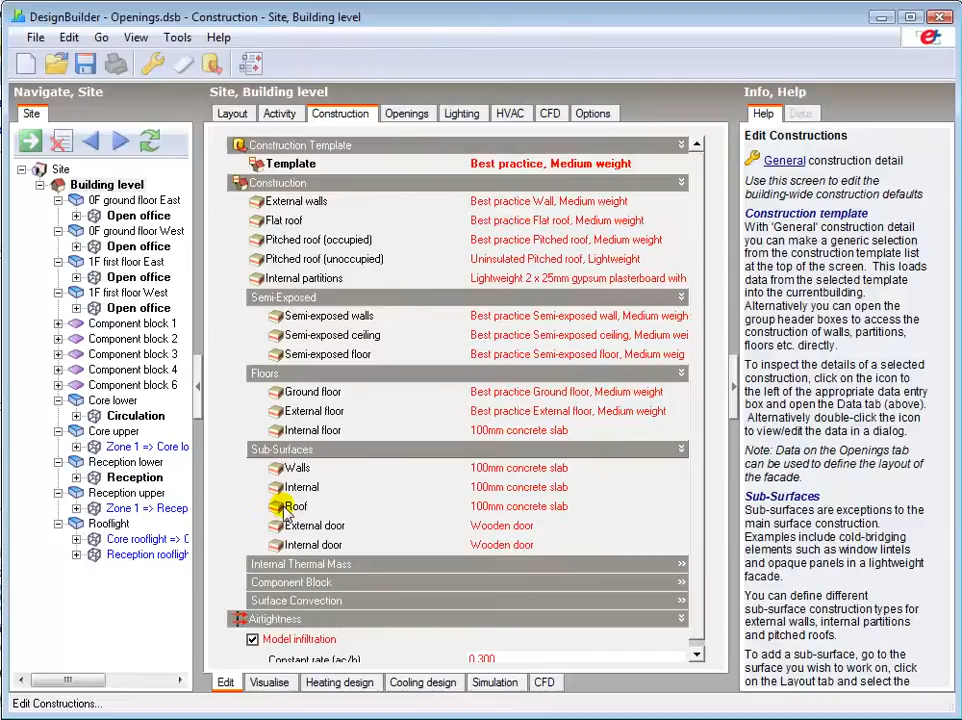 DesignBuilder - Openings.dsb - Construction - Site, Building level
File Edit Go View Tools Help
Navigate, Site
Site
Site
Building level
0F ground floor East
Open office
0F ground floor West
Open office
1F first floor East
Open office
1F first floor West
Open office
Component block 1
Component block 2
Component block 3
Component block 4
Component block 6
Core lower
Circulation
Core upper
Zone 1 => Core lo
Reception lower
Reception
Reception upper
Zone 1 => Recep
Rooflight
Core rooflight => C
Reception rooflight
Site, Building level
Layout Activity Construction Openings Lighting HVAC CFD Options
Construction Template
Template Best practice, Medium weight
Construction
External walls Best practice Wall, Medium weight
Flat roof Best practice Flat roof, Medium weight
Pitched roof (occupied) Best practice Pitched roof, Medium weight
Pitched roof (unoccupied) Uninsulated Pitched roof, Lightweight
Internal partitions Lightweight 2 x 25mm gypsum plasterboard with
Semi-Exposed
Semi-exposed walls Best practice Semi-exposed wall, Medium weigh
Semi-exposed ceiling Best practice Semi-exposed ceiling, Medium wei
Semi-exposed floor Best practice Semi-exposed floor, Medium weig
Floors
Ground floor Best practice Ground floor, Medium weight
External floor Best practice External floor, Medium weight
Internal floor 100mm concrete slab
Sub-Surfaces
Walls 100mm concrete slab
Internal 100mm concrete slab
Roof 100mm concrete slab
External door Wooden door
Internal door Wooden door
Internal Thermal Mass
Component Block
Surface Convection
Airtightness
Model infiltration
Constant rate (ac/h) 0.300
Edit Visualise Heating design Cooling design Simulation CFD
Info, Help
Help Data
Edit Constructions
General construction detail
Use this screen to edit the
building-wide construction defaults
Construction template
With 'General' construction detail
you can make a generic selection
from the construction template list
at the top of the screen. This loads
data from the selected template
into the currentbuilding.
Alternatively you can open the
group header boxes to access the
construction of walls, partitions,
floors etc. directly.
To inspect the details of a selected
construction, click on the icon to
the left of the appropriate data entry
box and open the Data tab (above).
Alternatively double-click the icon
to view/edit the data in a dialog.
Note: Data on the Openings tab
can be used to define the layout of
the facade.
Sub-Surfaces
Sub-surfaces are exceptions to the
main surface construction.
Examples include cold-bridging
elements such as window lintels
and opaque panels in a lightweight
facade.
You can define different
sub-surface construction types for
external walls, internal partitions
and pitched roofs.
To add a sub-surface, go to the
surface you wish to work on, click
on the Layout tab and select the
Edit Constructions...